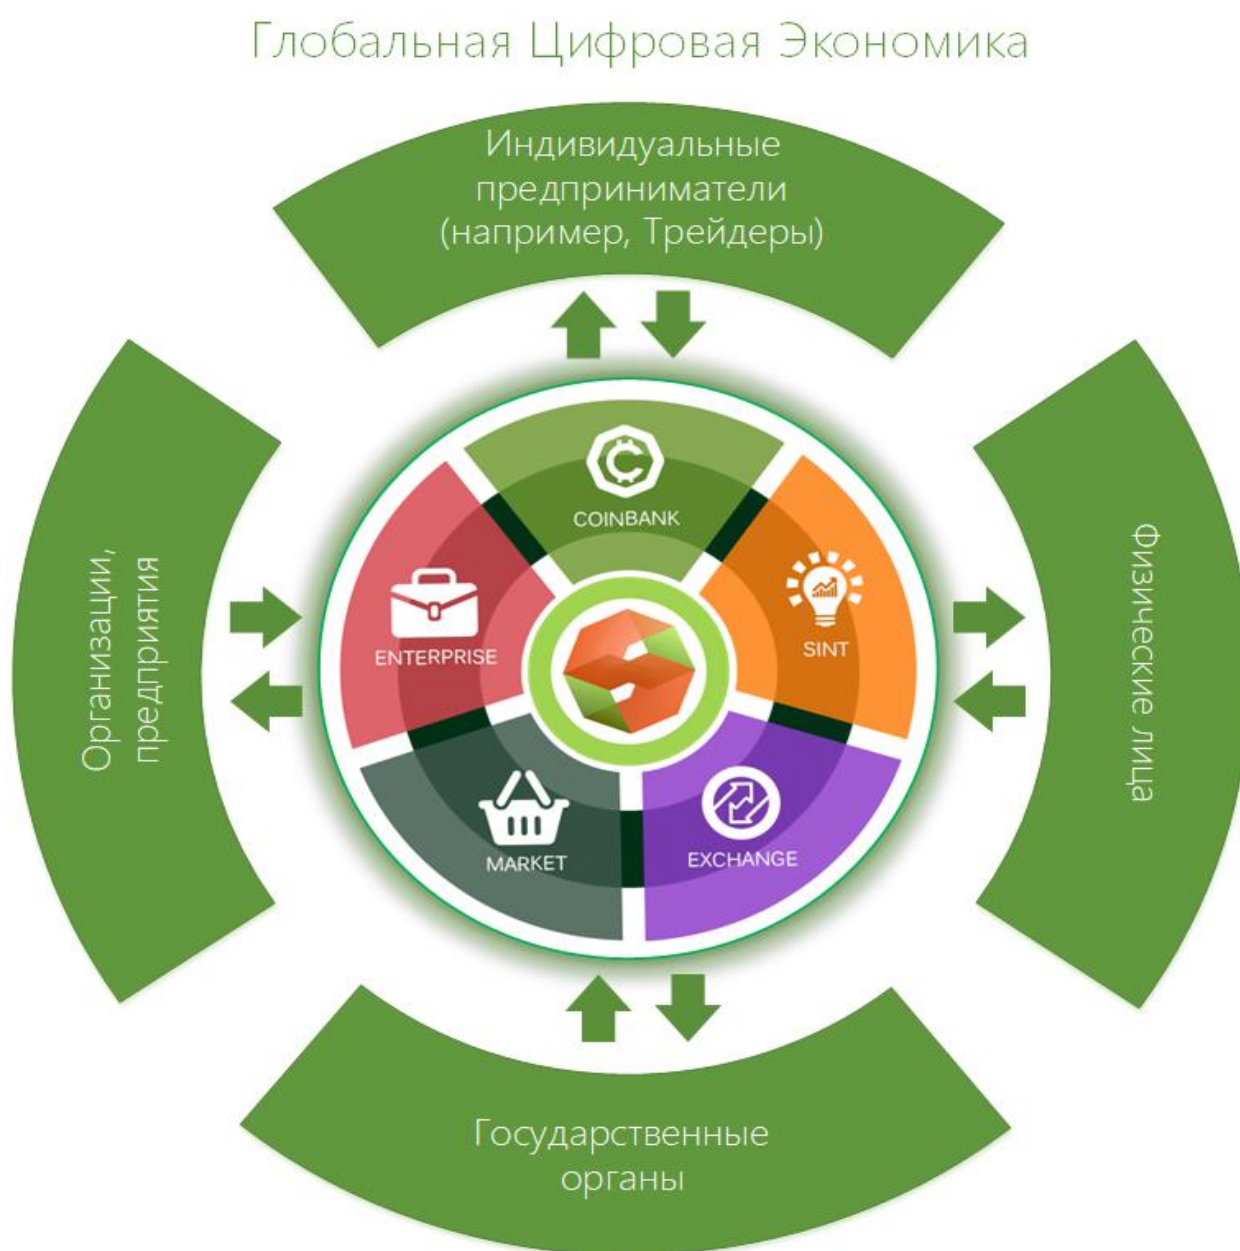 Глобальная Цифровая Экономика
Индивидуальные
предприниматели
(например, Трейдеры)
Организации,
предприятия
COINBANK
ENTERPRISE
SINT
MARKET
EXCHANGE
Физические лица
Государственные
органы